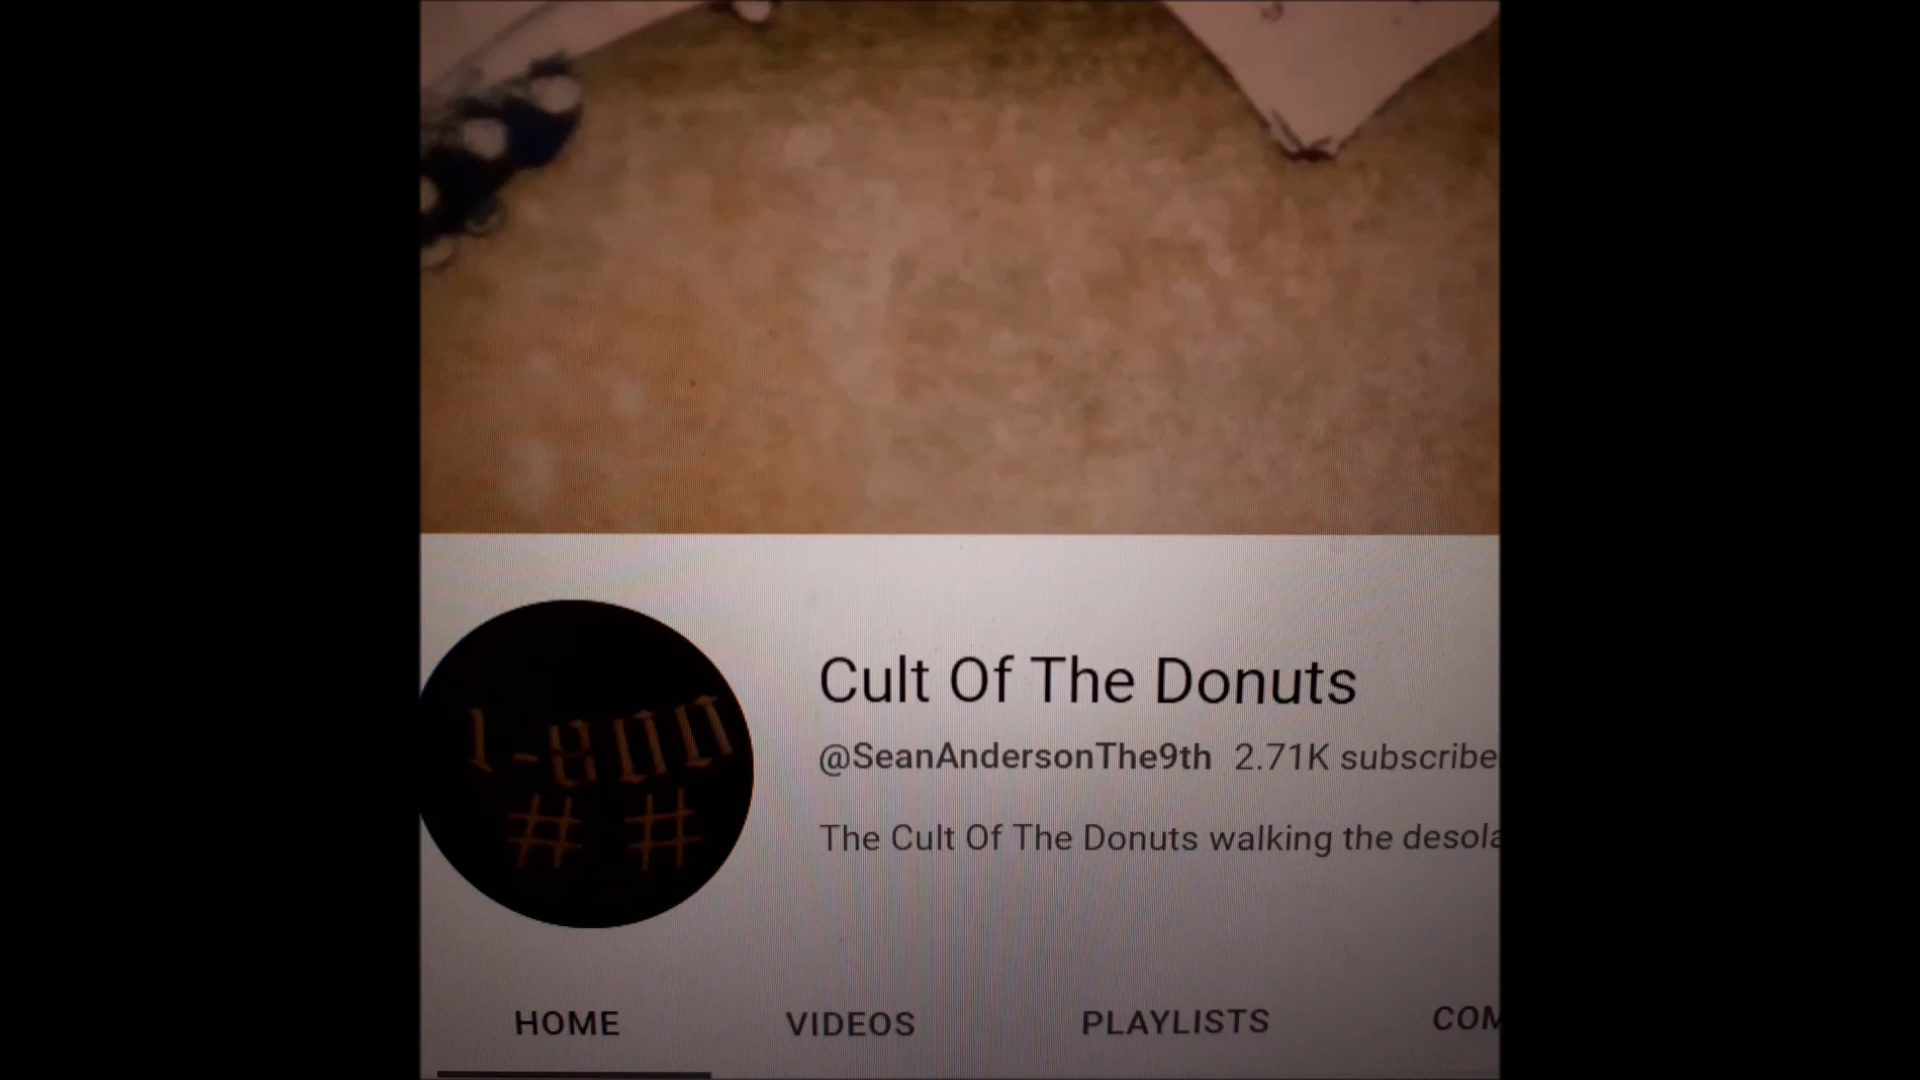 1-800
# #
Cult Of The Donuts
@SeanAndersonThe9th 2.71K subscribe
The Cult Of The Donuts walking the desola
HOME VIDEOS PLAYLISTS COM